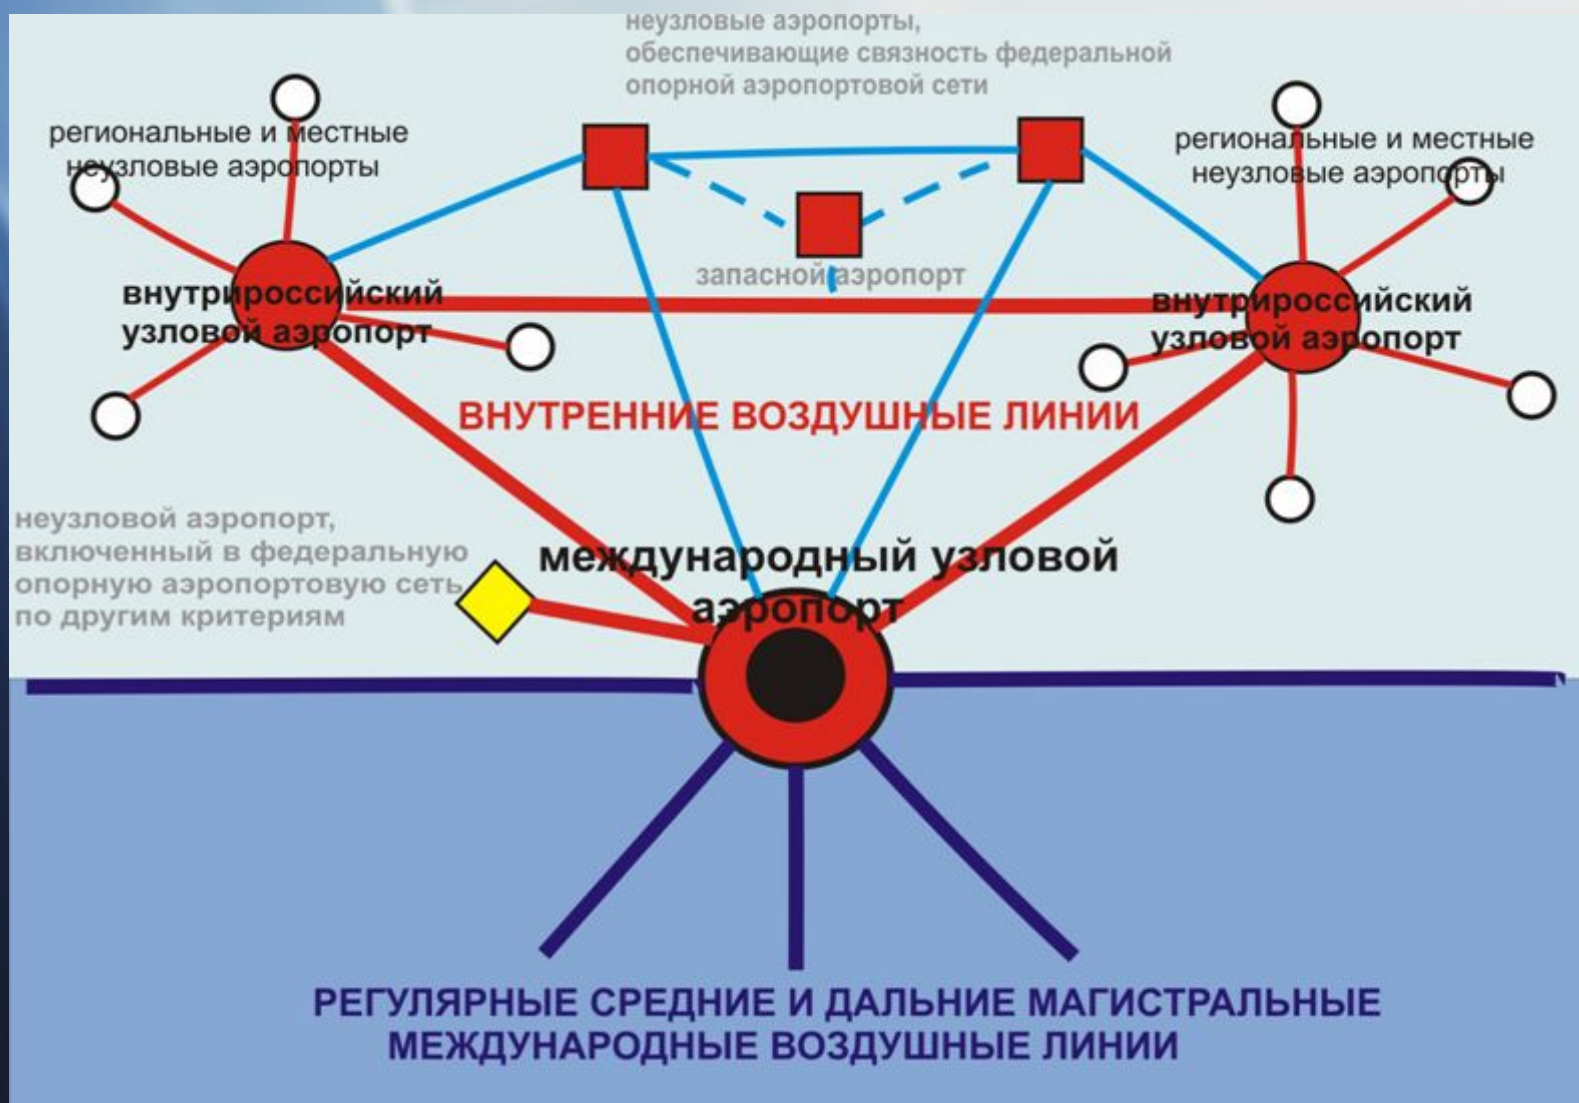 неузловые аэропорты,
обеспечивающие связность федеральной
опорной аэропортовой сети
региональные и местные
неузловые аэропорты
региональные и местные
неузловые аэропорты
запасной аэропорт
внутрироссийский
узловой аэропорт
внутрироссийский
узловой аэропорт
ВНУТРЕННИЕ ВОЗДУШНЫЕ ЛИНИИ
неузловой аэропорт,
включенный в федеральную
опорную аэропортовую сеть
по другим критериям
международный узловой
аэропорт
РЕГУЛЯРНЫЕ СРЕДНИЕ И ДАЛЬНИЕ МАГИСТРАЛЬНЫЕ
МЕЖДУНАРОДНЫЕ ВОЗДУШНЫЕ ЛИНИИ